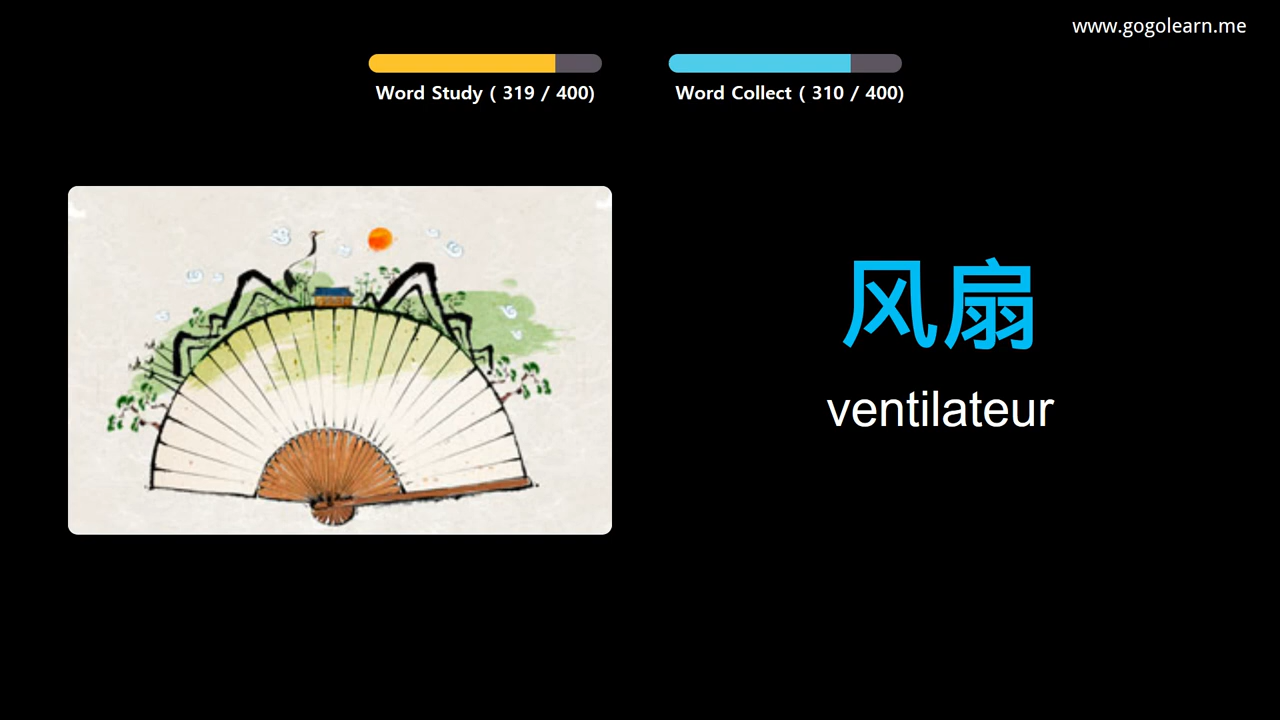 www.gogolearn.me
Word Study ( 319 / 400)
Word Collect ( 310 / 400)
风扇
ventilateur